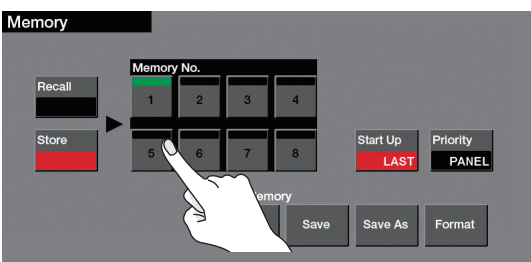 Memory
Memory No.
Recall
1 2 3 4
Store
5 6 7 8
Start Up Priority
LAST PANEL
Save Save As Format